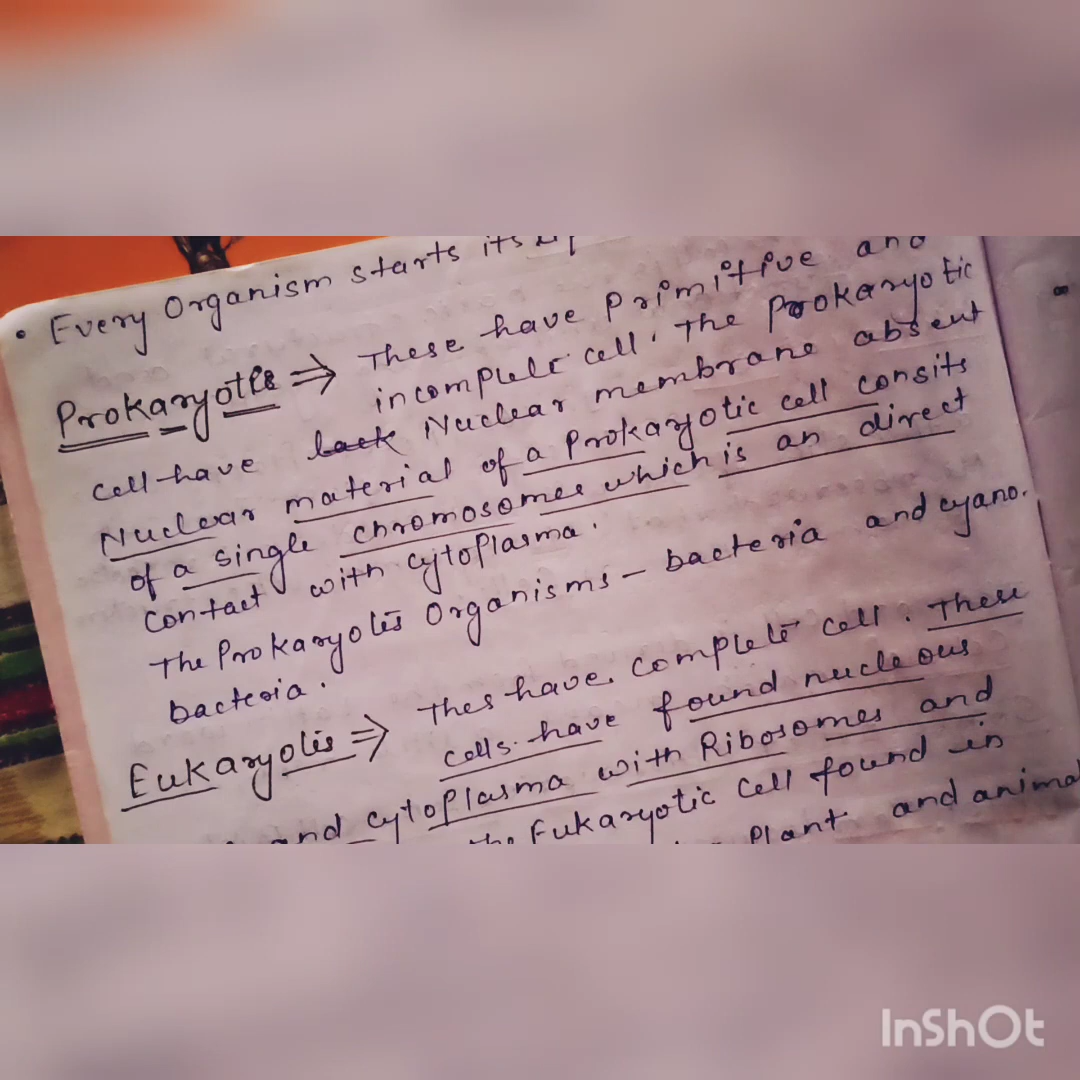 • Every Organism starts its
Prokaryotes ⇒ These have Primitive and
incomplete cell. The Prokaryotic
cell have lack Nuclear membrane absent
Nuclear material of a Prokaryotic cell consits
of a single chromosomes which is an direct
contact with cytoplasma.
The Prokaryotes Organisms - bacteria and cyano.
bacteria.
Eukaryotes ⇒ Thes have complete cell. These
cells have found nucleous
and cytoplasma with Ribosomes and
the Eukaryotic cell found in
Plant and animal
InShOt